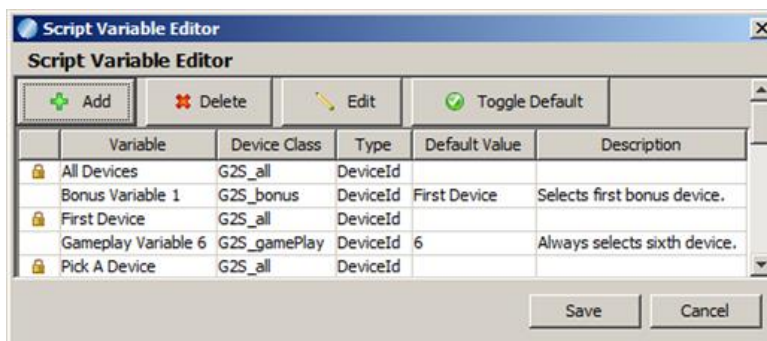 Script Variable Editor
Script Variable Editor
Add Delete Edit Toggle Default
Variable Device Class Type Default Value Description
All Devices G2S_all DeviceId
Bonus Variable 1 G2S_bonus DeviceId First Device Selects first bonus device.
First Device G2S_all DeviceId
Gameplay Variable 6 G2S_gamePlay DeviceId 6 Always selects sixth device.
Pick A Device G2S_all DeviceId
Save Cancel